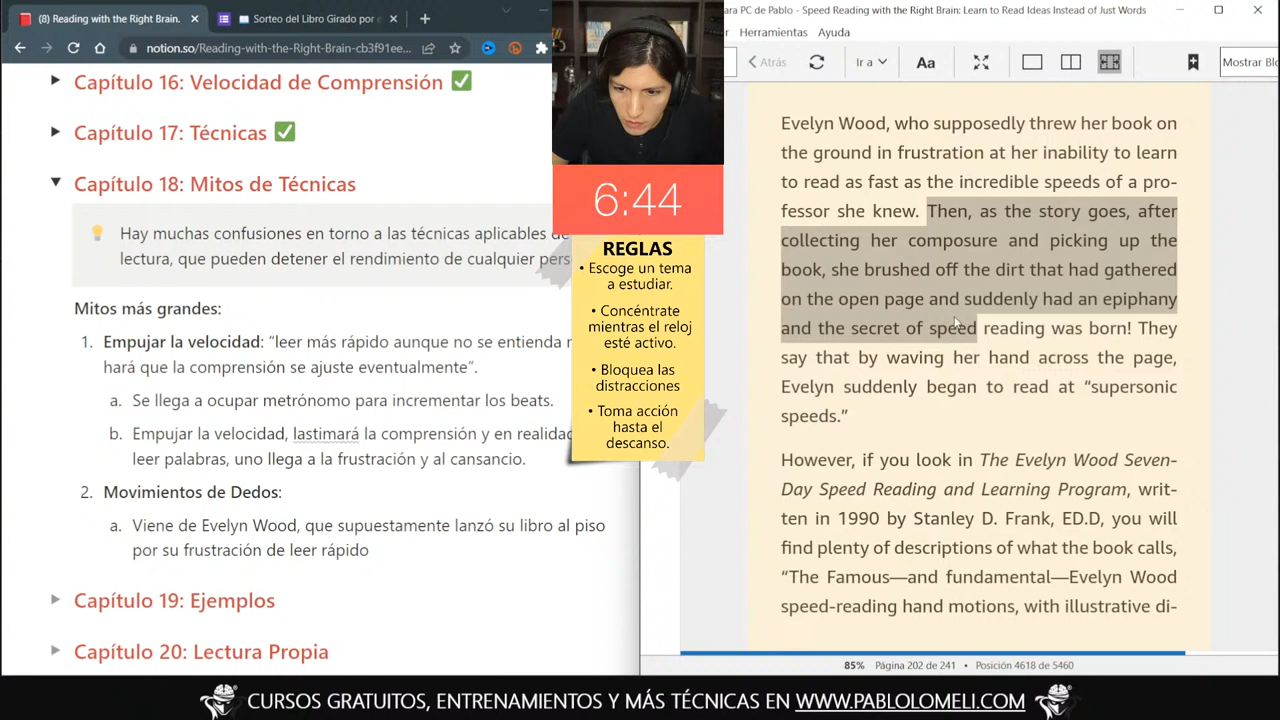 (8) Reading with the Right Brain.
Sorteo del Libro Girado por
notion.so/Reading-with-the-Right-Brain-cb3f91ee...
Capítulo 16: Velocidad de Comprensión ✅
Capítulo 17: Técnicas ✅
Capítulo 18: Mitos de Técnicas
Hay muchas confusiones en torno a las técnicas aplicables de
lectura, que pueden detener el rendimiento de cualquier
Mitos más grandes:
1. Empujar la velocidad: “leer más rápido aunque no se entienda
hará que la comprensión se ajuste eventualmente”.
a. Se llega a ocupar metrónomo para incrementar los beats.
b. Empujar la velocidad, lastimará la comprensión y en realidad
leer palabras, uno llega a la frustración y al cansancio.
2. Movimientos de Dedos:
a. Viene de Evelyn Wood, que supuestamente lanzó su libro al piso
por su frustración de leer rápido
Capítulo 19: Ejemplos
Capítulo 20: Lectura Propia
6:44
REGLAS
• Escoge un tema
a estudiar.
• Concéntrate
mientras el reloj
esté activo.
• Bloquea las
distracciones
• Toma acción
hasta el
descanso.
PC de Pablo - Speed Reading with the Right Brain: Learn to Read Ideas Instead of Just Words
Herramientas Ayuda
Atrás Ir a Aa Mostrar
Evelyn Wood, who supposedly threw her book on
the ground in frustration at her inability to learn
to read as fast as the incredible speeds of a pro-
fessor she knew. Then, as the story goes, after
collecting her composure and picking up the
book, she brushed off the dirt that had gathered
on the open page and suddenly had an epiphany
and the secret of speed reading was born! They
say that by waving her hand across the page,
Evelyn suddenly began to read at “supersonic
speeds.”
However, if you look in The Evelyn Wood Seven-
Day Speed Reading and Learning Program, writ-
ten in 1990 by Stanley D. Frank, ED.D, you will
find plenty of descriptions of what the book calls,
“The Famous—and fundamental—Evelyn Wood
speed-reading hand motions, with illustrative di-
85% Página 202 de 241 • Posición 4618 de 5460
CURSOS GRATUITOS, ENTRENAMIENTOS Y MÁS TÉCNICAS EN WWW.PABLOLOMELI.COM